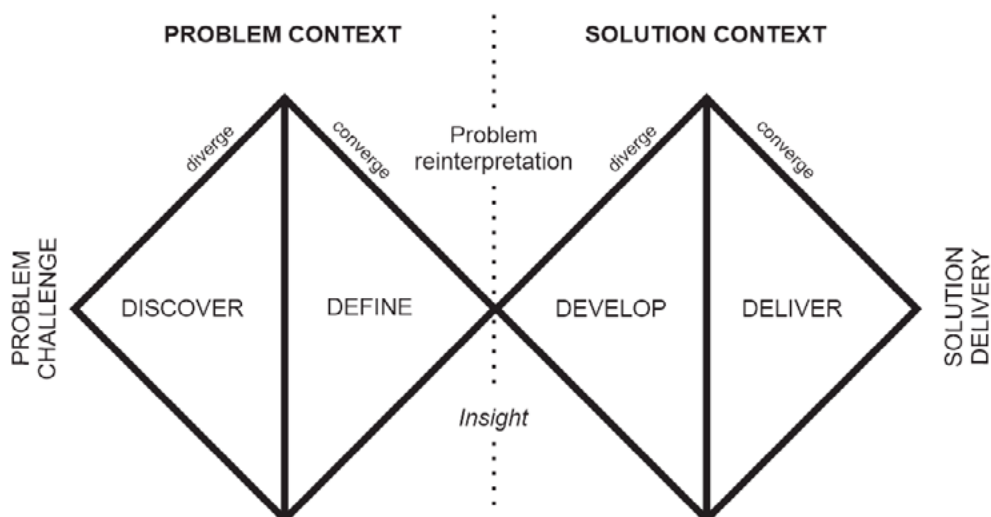 PROBLEM CONTEXT
SOLUTION CONTEXT
diverge
converge
Problem
reinterpretation
diverge
converge
PROBLEM
CHALLENGE
DISCOVER
DEFINE
DEVELOP
DELIVER
SOLUTION
DELIVERY
Insight